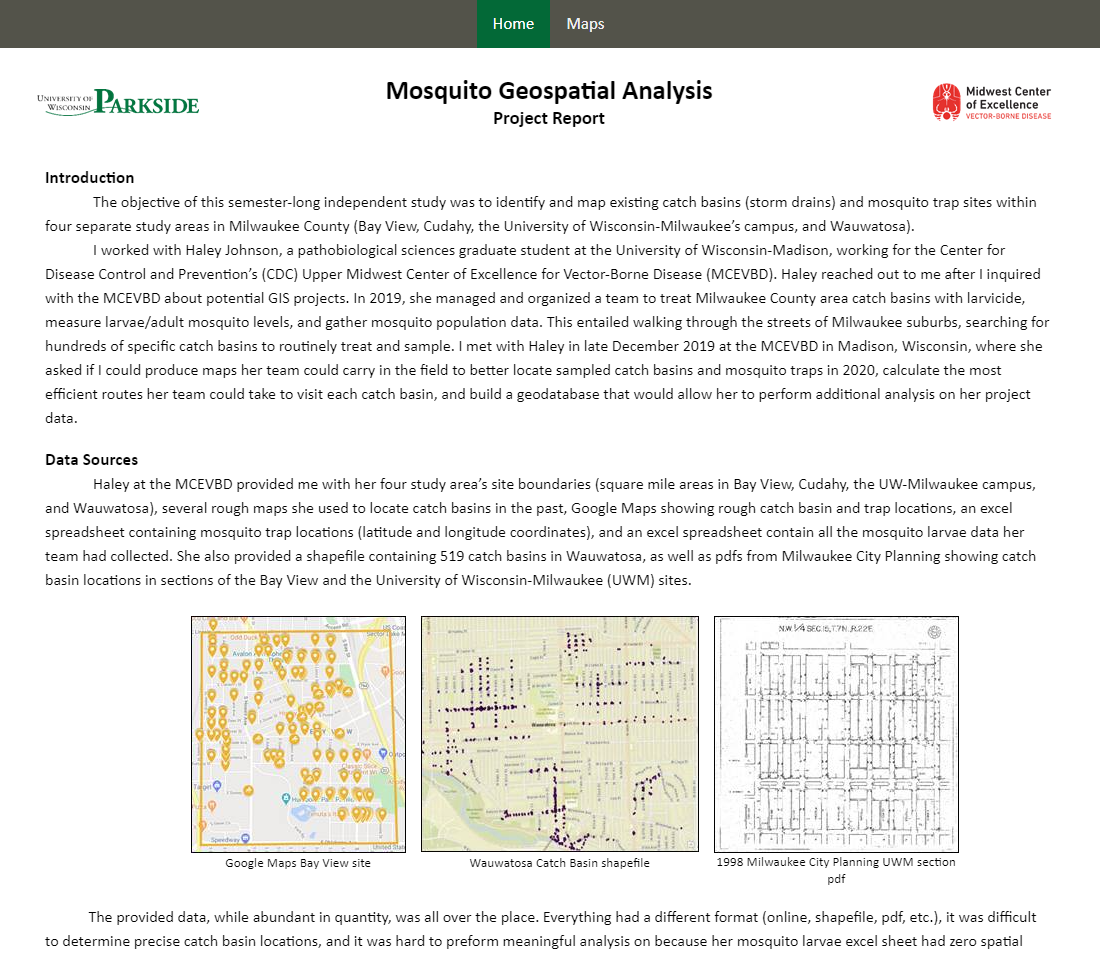 Home Maps
UNIVERSITY OF
WISCONSIN PARKSIDE
Mosquito Geospatial Analysis
Project Report
Midwest Center
of Excellence
VECTOR-BORNE DISEASE
Introduction
The objective of this semester-long independent study was to identify and map existing catch basins (storm drains) and mosquito trap sites within
four separate study areas in Milwaukee County (Bay View, Cudahy, the University of Wisconsin-Milwaukee's campus, and Wauwatosa).
I worked with Haley Johnson, a pathobiological sciences graduate student at the University of Wisconsin-Madison, working for the Center for
Disease Control and Prevention's (CDC) Upper Midwest Center of Excellence for Vector-Borne Disease (MCEVBD). Haley reached out to me after I inquired
with the MCEVBD about potential GIS projects. In 2019, she managed and organized a team to treat Milwaukee County area catch basins with larvicide,
measure larvae/adult mosquito levels, and gather mosquito population data. This entailed walking through the streets of Milwaukee suburbs, searching for
hundreds of specific catch basins to routinely treat and sample. I met with Haley in late December 2019 at the MCEVBD in Madison, Wisconsin, where she
asked if I could produce maps her team could carry in the field to better locate sampled catch basins and mosquito traps in 2020, calculate the most
efficient routes her team could take to visit each catch basin, and build a geodatabase that would allow her to perform additional analysis on her project
data.
Data Sources
Haley at the MCEVBD provided me with her four study area's site boundaries (square mile areas in Bay View, Cudahy, the UW-Milwaukee campus,
and Wauwatosa), several rough maps she used to locate catch basins in the past, Google Maps showing rough catch basin and trap locations, an excel
spreadsheet containing mosquito trap locations (latitude and longitude coordinates), and an excel spreadsheet contain all the mosquito larvae data her
team had collected. She also provided a shapefile containing 519 catch basins in Wauwatosa, as well as pdfs from Milwaukee City Planning showing catch
basin locations in sections of the Bay View and the University of Wisconsin-Milwaukee (UWM) sites.
Gold Dus
Avalon
Target
Speedway
Classic Slice
United Stat
Wauwatosa
N.W. 1/4 SEC.15, T.7N., R.22E.
Google Maps Bay View site
Wauwatosa Catch Basin shapefile
1998 Milwaukee City Planning UWM section
pdf
The provided data, while abundant in quantity, was all over the place. Everything had a different format (online, shapefile, pdf, etc.), it was difficult
to determine precise catch basin locations, and it was hard to preform meaningful analysis on because her mosquito larvae excel sheet had zero spatial